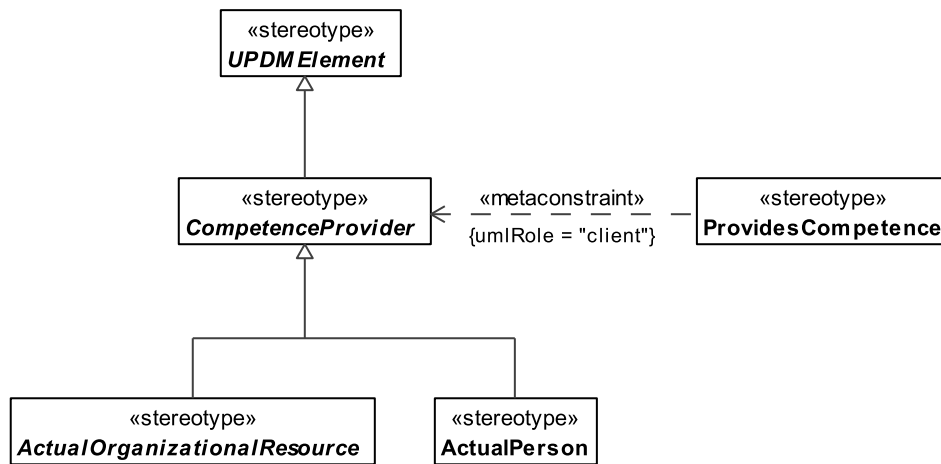 «stereotype»
UPDMElement
«stereotype»
CompetenceProvider
«metaconstraint»
{umlRole = "client"}
«stereotype»
ProvidesCompetence
«stereotype»
ActualOrganizationalResource
«stereotype»
ActualPerson